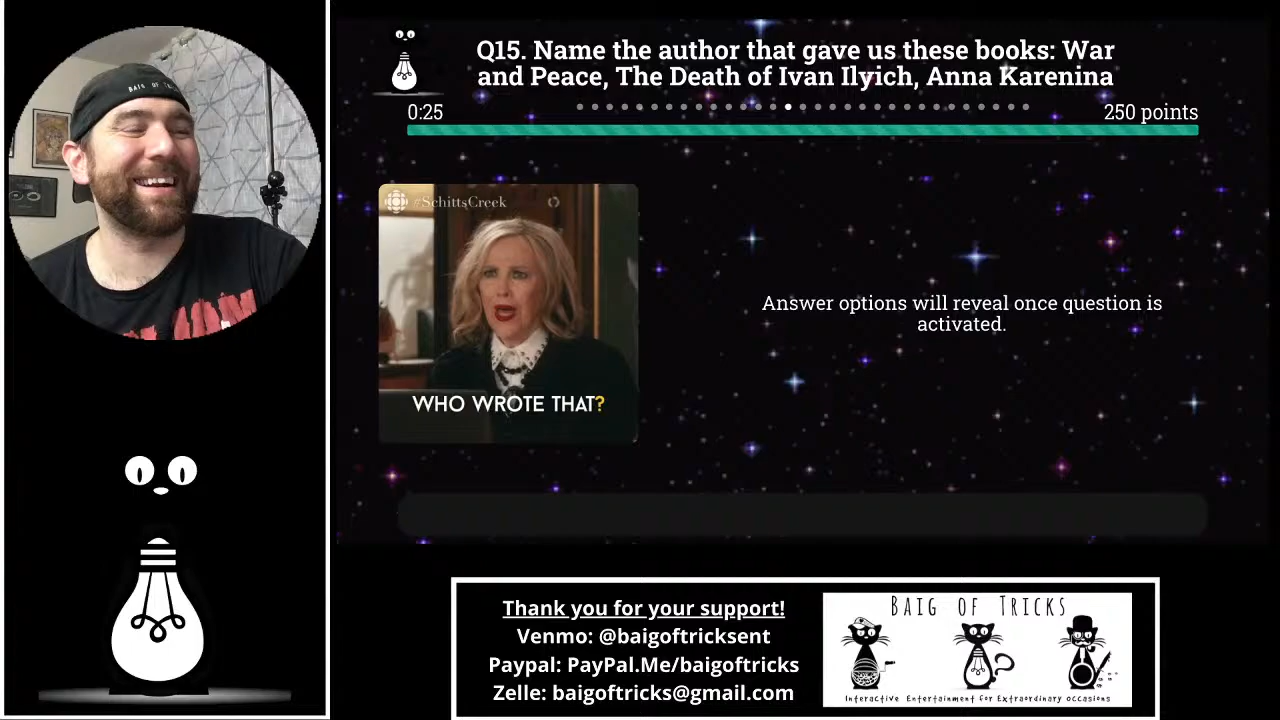 BAIG OF TRICKS
Q15. Name the author that gave us these books: War
and Peace, The Death of Ivan Ilyich, Anna Karenina
0:25
250 points
#SchittsCreek
WHO WROTE THAT?
Answer options will reveal once question is
activated.
Thank you for your support!
Venmo: @baigoftricksent
Paypal: PayPal.Me/baigoftricks
Zelle: baigoftricks@gmail.com
BAIG OF TRICKS
Interactive Entertainment for Extraordinary occasions